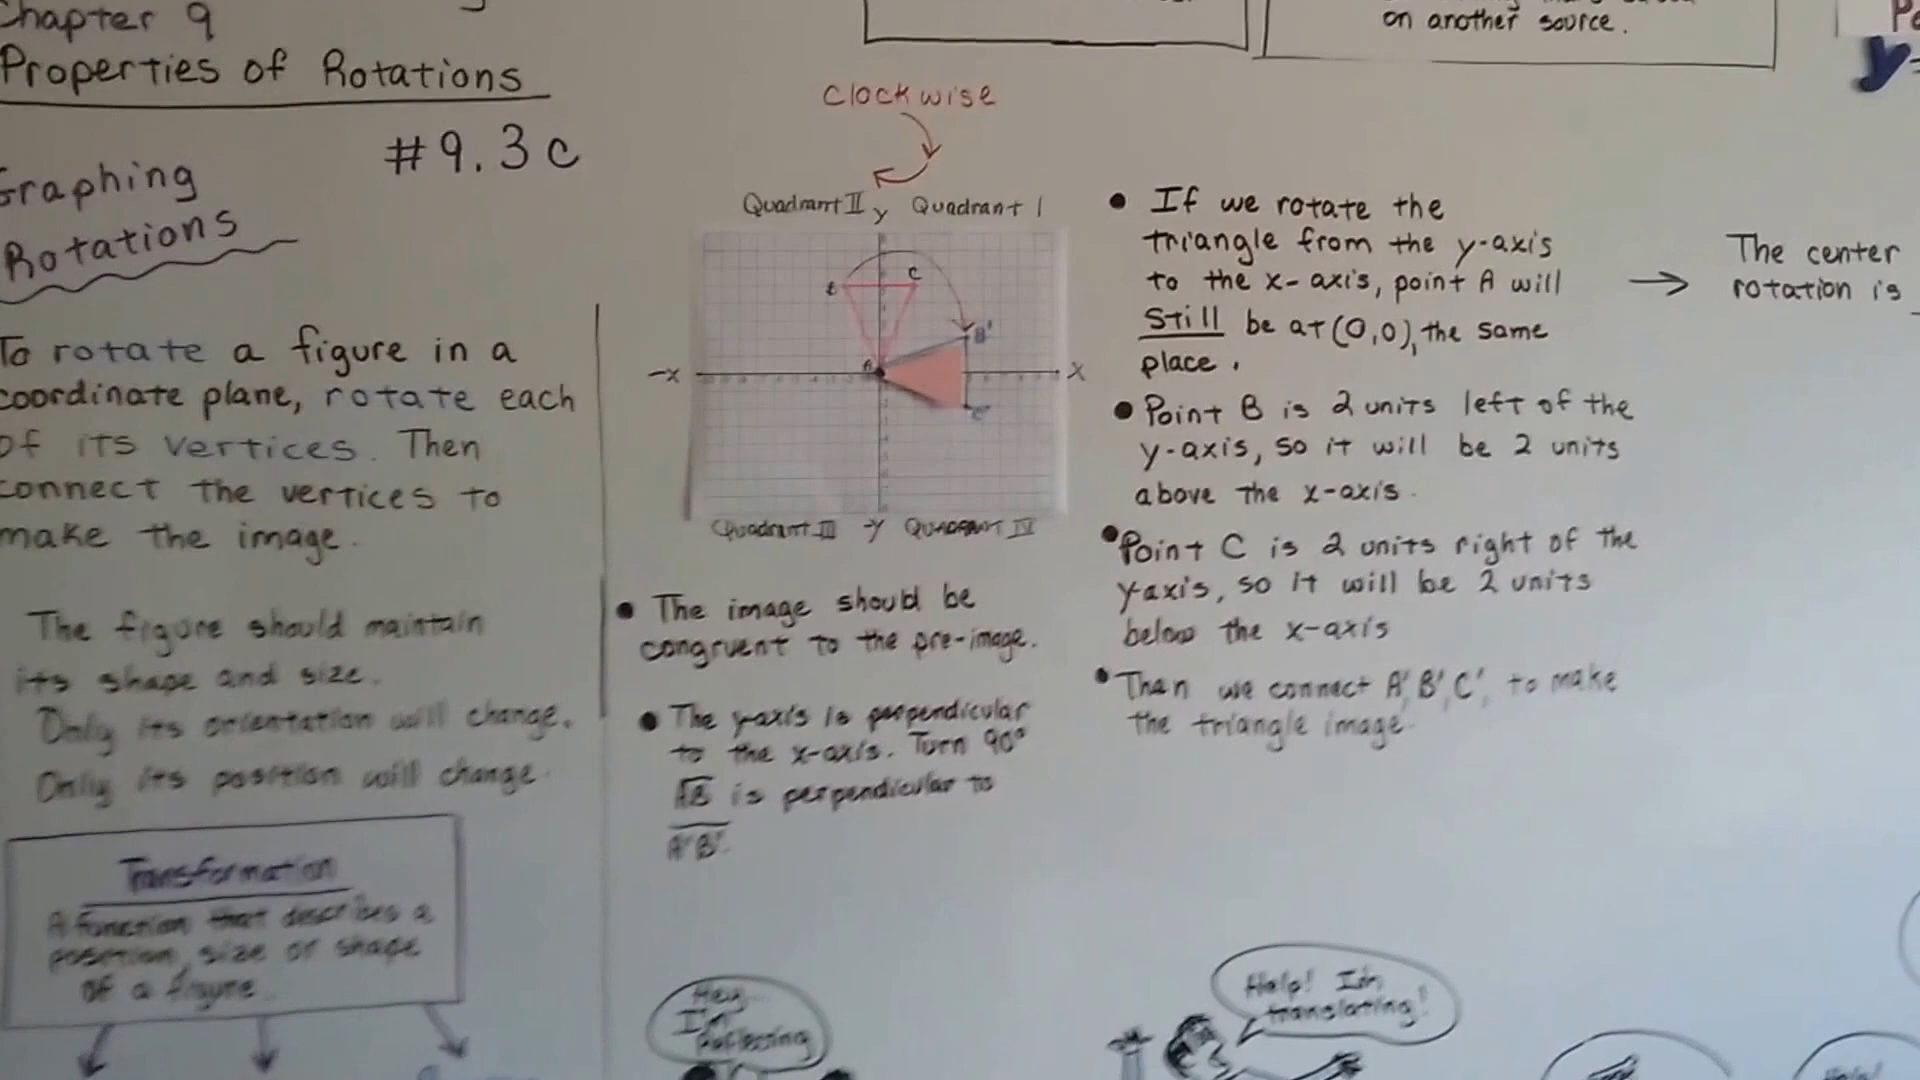 Chapter 9
Properties of Rotations
#9.3c
Graphing
Rotations
To rotate a figure in a
coordinate plane, rotate each
of its vertices. Then
connect the vertices to
make the image.
The figure should maintain
its shape and size.
Only its orientation will change.
Only its position will change.
Transformation
A function that describes a
position, size or shape
of a figure.
Clockwise
Quadrant II y Quadrant I
B C
B'
A
-X X
C'
Quadrant III -y Quadrant IV
• The image should be
congruent to the pre-image.
• The y-axis is perpendicular
to the x-axis. Turn 90°
AB is perpendicular to
A'B'.
on another source.
• If we rotate the
triangle from the y-axis
to the x-axis, point A will
still be at (0,0), the same
place.
• Point B is 2 units left of the
y-axis, so it will be 2 units
above the x-axis.
• Point C is 2 units right of the
y-axis, so it will be 2 units
below the x-axis
• Then we connect A', B', C', to make
the triangle image.
The center
rotation is
Hey
I'm
Reflecting
Help! I'm
translating!
Help!
y=